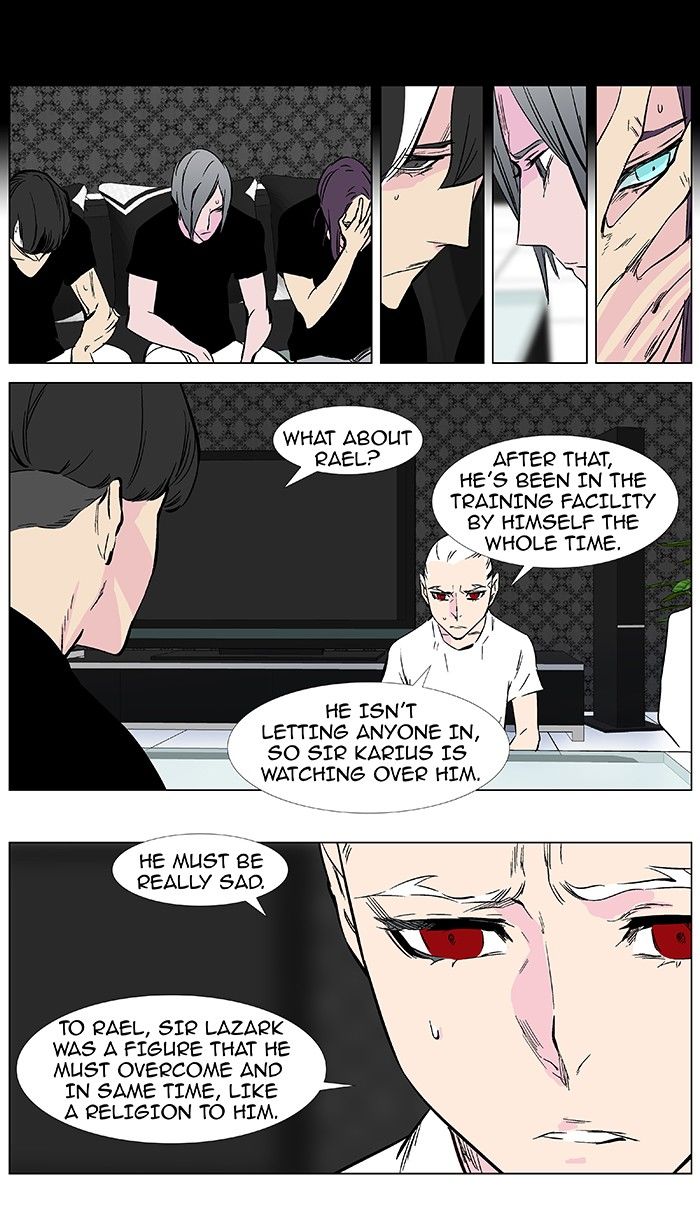 WHAT ABOUT
RAEL?
AFTER THAT,
HE'S BEEN IN THE
TRAINING FACILITY
BY HIMSELF THE
WHOLE TIME.
HE ISN'T
LETTING ANYONE IN,
SO SIR KARIUS IS
WATCHING OVER HIM.
HE MUST BE
REALLY SAD.
TO RAEL, SIR LAZARK
WAS A FIGURE THAT HE
MUST OVERCOME AND
IN SAME TIME, LIKE
A RELIGION TO HIM.